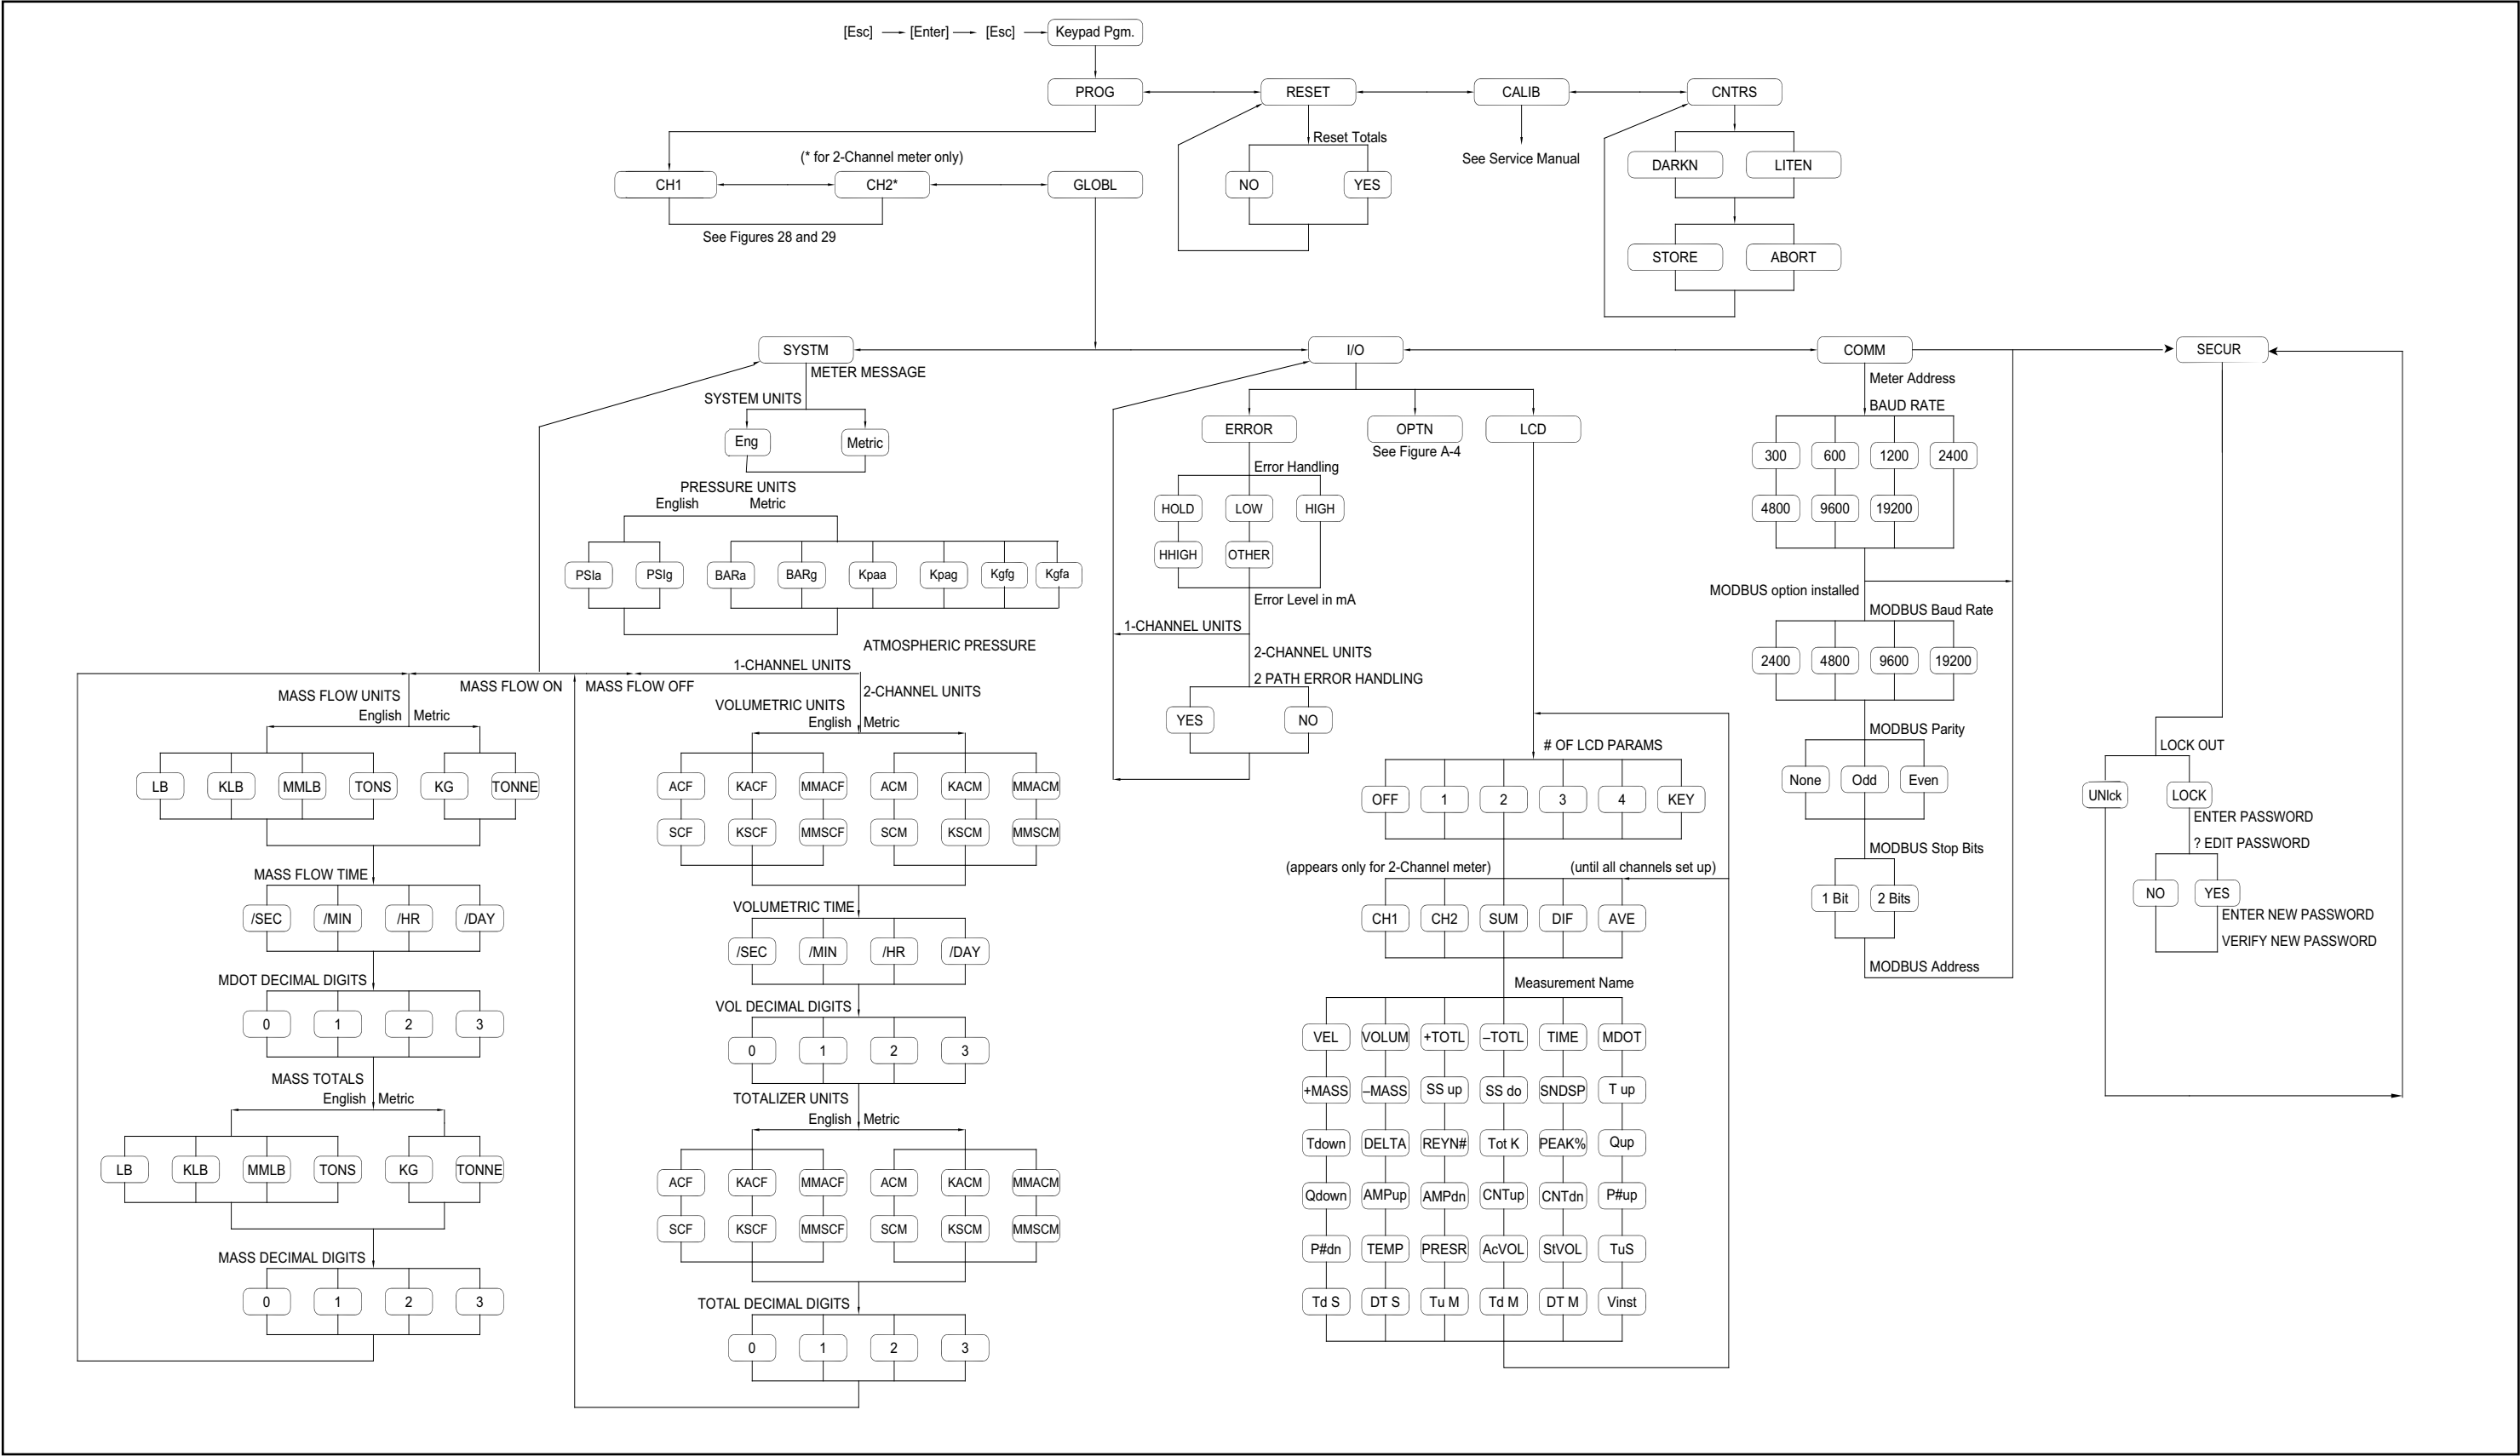 [Esc] [Enter] [Esc] Keypad Pgm.
PROG RESET CALIB CNTRS
Reset Totals
See Service Manual
(* for 2-Channel meter only)
DARKN LITEN
CH1 CH2* GLOBL
NO YES
See Figures 28 and 29
STORE ABORT
SYSTM I/O COMM SECUR
METER MESSAGE
SYSTEM UNITS
Eng Metric
PRESSURE UNITS
English Metric
PSIa PSIg BARa BARg Kpaa Kpag Kgfg Kgfa
ATMOSPHERIC PRESSURE
1-CHANNEL UNITS
MASS FLOW ON MASS FLOW OFF
2-CHANNEL UNITS
MASS FLOW UNITS
English Metric
LB KLB MMLB TONS KG TONNE
MASS FLOW TIME
/SEC /MIN /HR /DAY
MDOT DECIMAL DIGITS
0 1 2 3
MASS TOTALS
English Metric
LB KLB MMLB TONS KG TONNE
MASS DECIMAL DIGITS
0 1 2 3
VOLUMETRIC UNITS
English Metric
ACF KACF MMACF ACM KACM MMACM
SCF KSCF MMSCF SCM KSCM MMSCM
VOLUMETRIC TIME
/SEC /MIN /HR /DAY
VOL DECIMAL DIGITS
0 1 2 3
TOTALIZER UNITS
English Metric
ACF KACF MMACF ACM KACM MMACM
SCF KSCF MMSCF SCM KSCM MMSCM
TOTAL DECIMAL DIGITS
0 1 2 3
ERROR OPTN LCD
See Figure A-4
Error Handling
HOLD LOW HIGH
HHIGH OTHER
Error Level in mA
1-CHANNEL UNITS
2-CHANNEL UNITS
2 PATH ERROR HANDLING
YES NO
# OF LCD PARAMS
OFF 1 2 3 4 KEY
(appears only for 2-Channel meter) (until all channels set up)
CH1 CH2 SUM DIF AVE
Measurement Name
VEL VOLUM +TOTL –TOTL TIME MDOT
+MASS –MASS SS up SS do SNDSP T up
Tdown DELTA REYN# Tot K PEAK% Qup
Qdown AMPup AMPdn CNTup CNTdn P#up
P#dn TEMP PRESR AcVOL StVOL TuS
Td S DT S Tu M Td M DT M Vinst
Meter Address
BAUD RATE
300 600 1200 2400
4800 9600 19200
MODBUS option installed
MODBUS Baud Rate
2400 4800 9600 19200
MODBUS Parity
None Odd Even
MODBUS Stop Bits
1 Bit 2 Bits
MODBUS Address
LOCK OUT
UNlck LOCK
ENTER PASSWORD
? EDIT PASSWORD
NO YES
ENTER NEW PASSWORD
VERIFY NEW PASSWORD